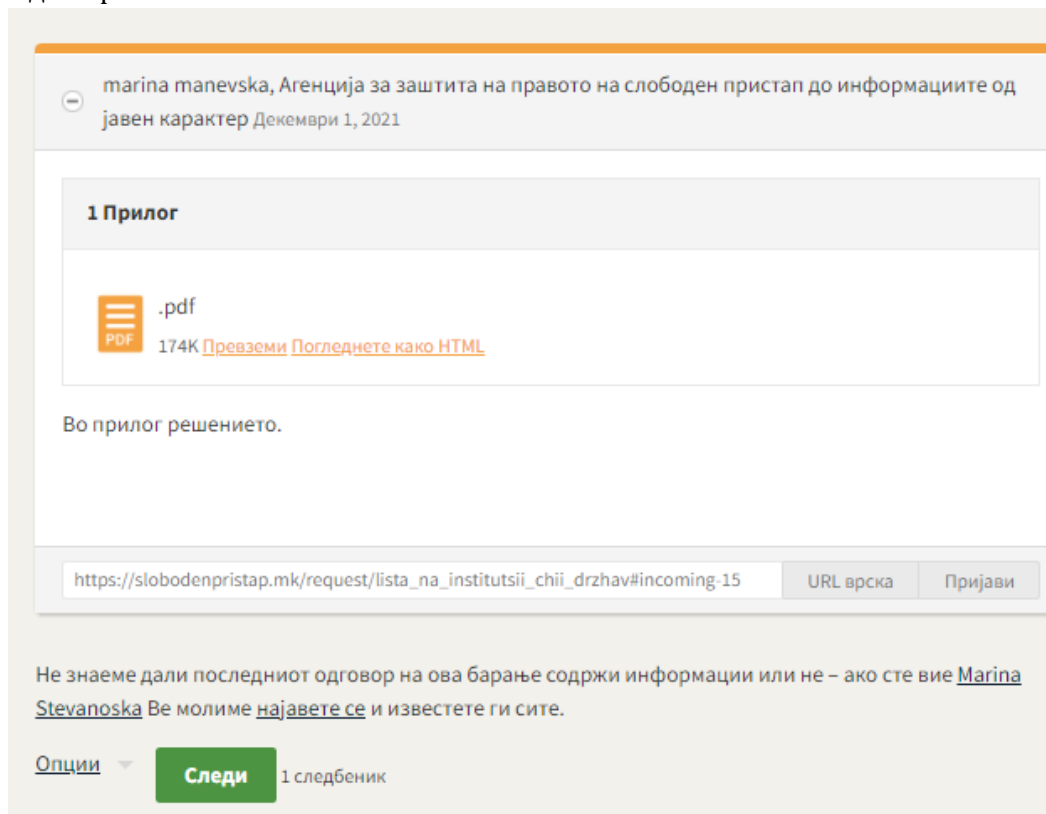 marina manevska, Агенција за заштита на правото на слободен пристап до информациите од
јавен карактер Декември 1, 2021
1 Прилог
PDF
.pdf
174K Превземи Погледнете како HTML
Во прилог решението.
https://slobodenpristap.mk/request/lista_na_institutsii_chii_drzhav#incoming-15 URL врска Пријави
Не знаеме дали последниот одговор на ова барање содржи информации или не – ако сте вие Marina
Stevanoska Ве молиме најавете се и известете ги сите.
Опции Следи 1 следбеник